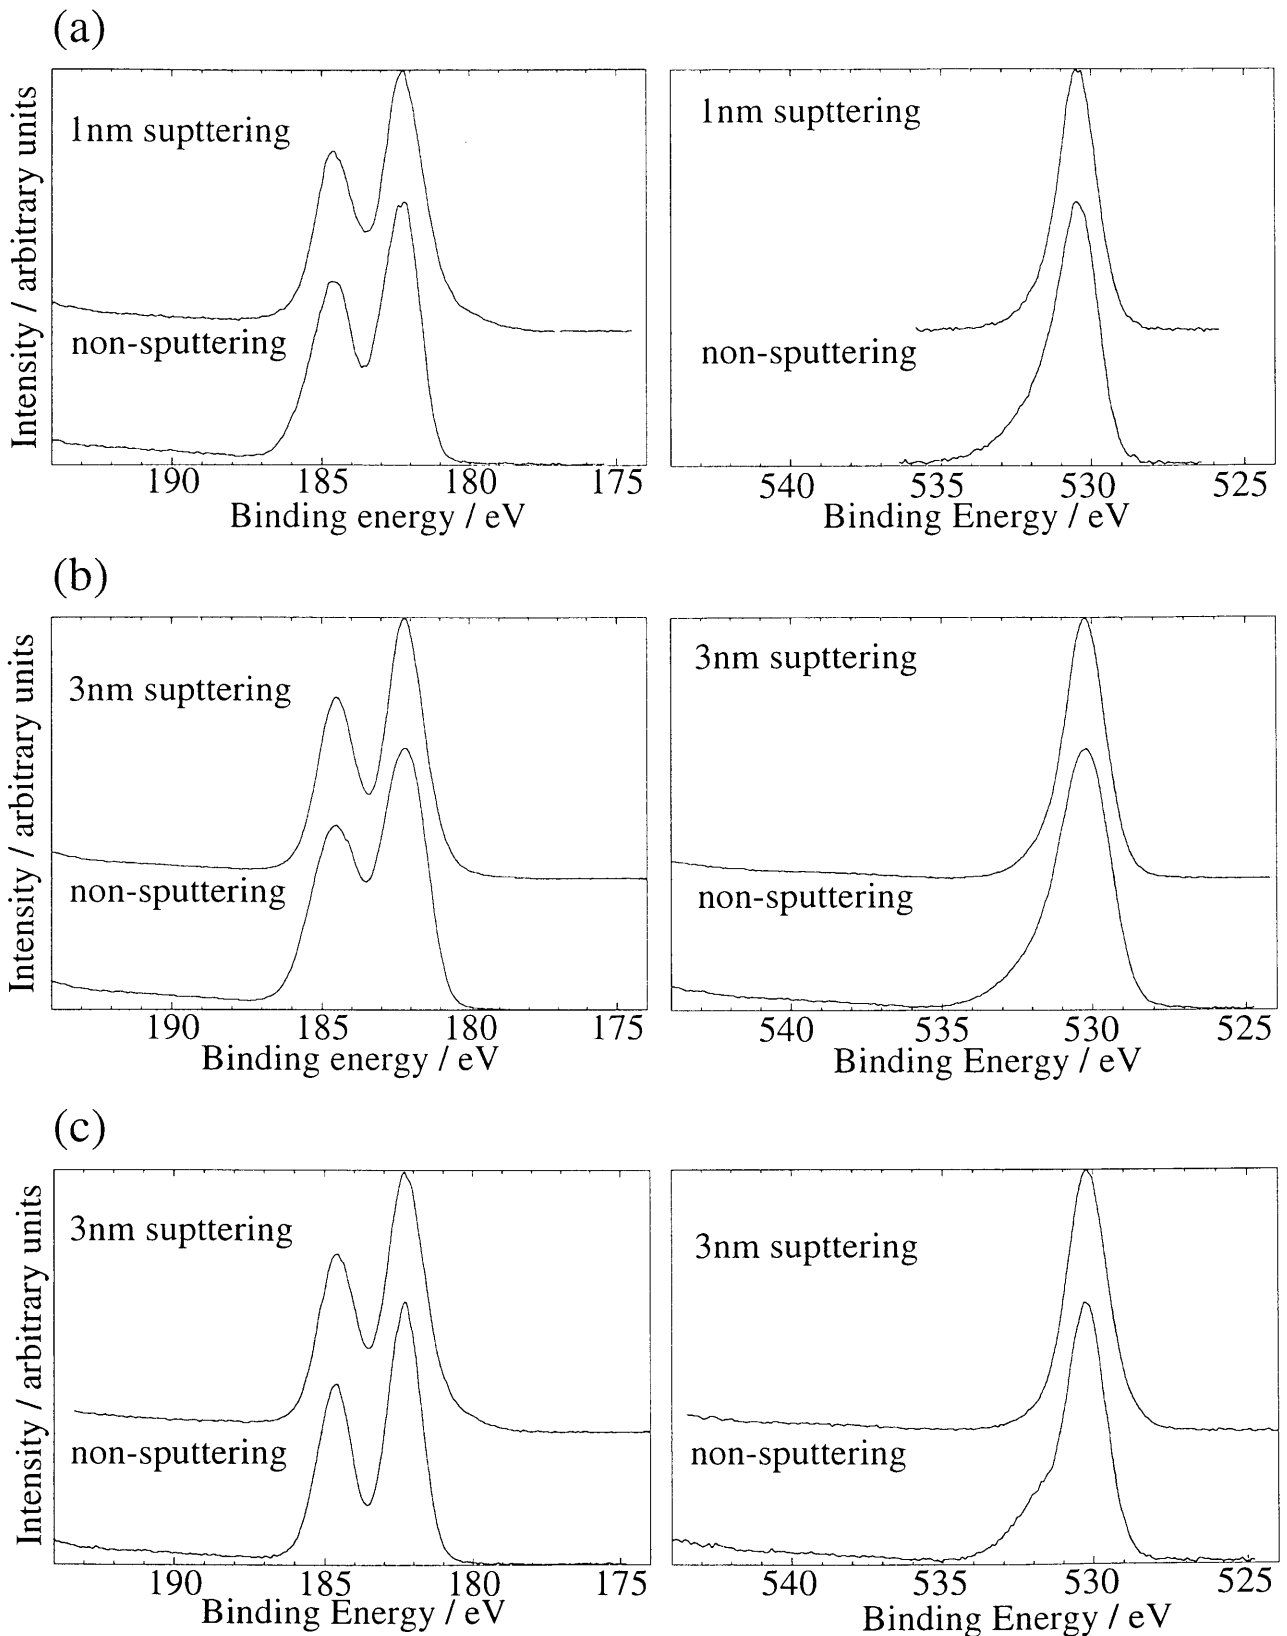 (a)
Intensity / arbitrary units
1nm supttering
non-sputtering
190 185 180 175
Binding energy / eV
1nm supttering
non-sputtering
540 535 530 525
Binding Energy / eV
(b)
Intensity / arbitrary units
3nm supttering
non-sputtering
190 185 180 175
Binding energy / eV
3nm supttering
non-sputtering
540 535 530 525
Binding Energy / eV
(c)
Intensity / arbitrary units
3nm supttering
non-sputtering
190 185 180 175
Binding Energy / eV
3nm supttering
non-sputtering
540 535 530 525
Binding Energy / eV